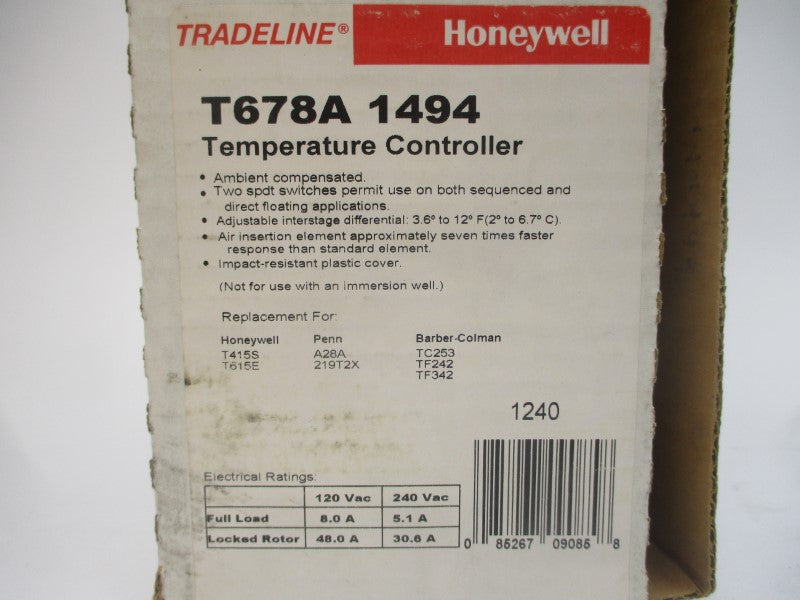 TRADELINE® Honeywell
T678A 1494
Temperature Controller
• Ambient compensated.
• Two spdt switches permit use on both sequenced and
direct floating applications.
• Adjustable interstage differential: 3.6° to 12° F(2° to 6.7° C).
• Air insertion element approximately seven times faster
response than standard element.
• Impact-resistant plastic cover.
(Not for use with an immersion well.)
Replacement For:
Honeywell Penn Barber-Colman
T415S A28A TC253
T615E 219T2X TF242
TF342
1240
Electrical Ratings:
120 Vac 240 Vac
Full Load 8.0 A 5.1 A
Locked Rotor 48.0 A 30.6 A
0 85267 09085 8